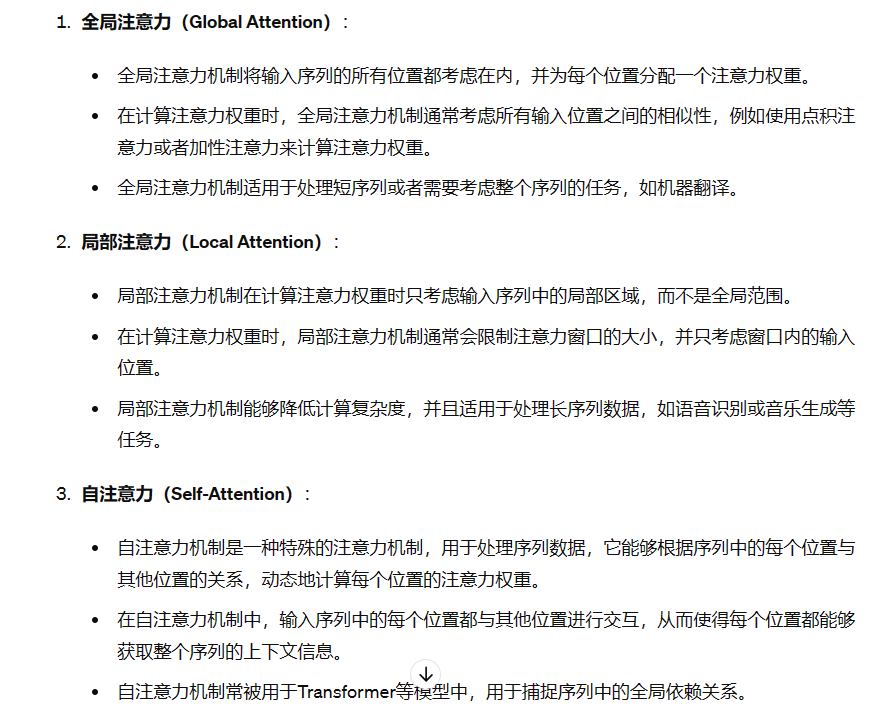 1. 全局注意力（Global Attention）：
• 全局注意力机制将输入序列的所有位置都考虑在内，并为每个位置分配一个注意力权重。
• 在计算注意力权重时，全局注意力机制通常考虑所有输入位置之间的相似性，例如使用点积注
意力或者加性注意力来计算注意力权重。
• 全局注意力机制适用于处理短序列或者需要考虑整个序列的任务，如机器翻译。
2. 局部注意力（Local Attention）：
• 局部注意力机制在计算注意力权重时只考虑输入序列中的局部区域，而不是全局范围。
• 在计算注意力权重时，局部注意力机制通常会限制注意力窗口的大小，并只考虑窗口内的输入
位置。
• 局部注意力机制能够降低计算复杂度，并且适用于处理长序列数据，如语音识别或音乐生成等
任务。
3. 自注意力（Self-Attention）：
• 自注意力机制是一种特殊的注意力机制，用于处理序列数据，它能够根据序列中的每个位置与
其他位置的关系，动态地计算每个位置的注意力权重。
• 在自注意力机制中，输入序列中的每个位置都与其他位置进行交互，从而使得每个位置都能够
获取整个序列的上下文信息。
• 自注意力机制常被用于Transformer等模型中，用于捕捉序列中的全局依赖关系。